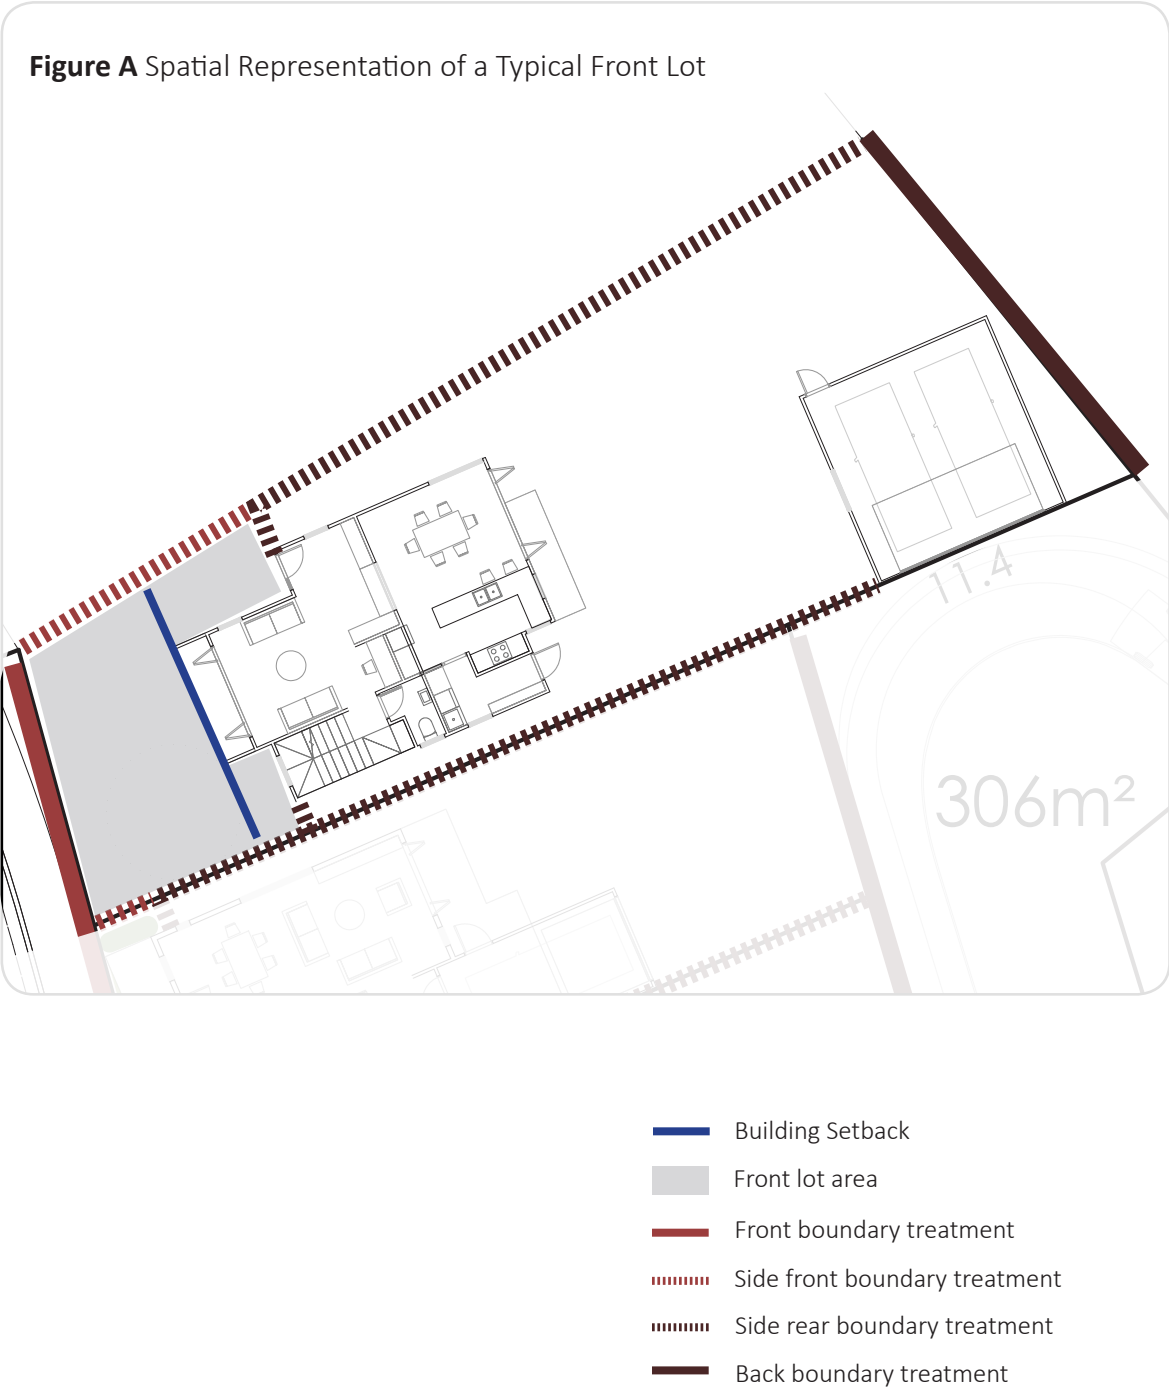 Figure A Spatial Representation of a Typical Front Lot
11.4
306m²
Building Setback
Front lot area
Front boundary treatment
Side front boundary treatment
Side rear boundary treatment
Back boundary treatment